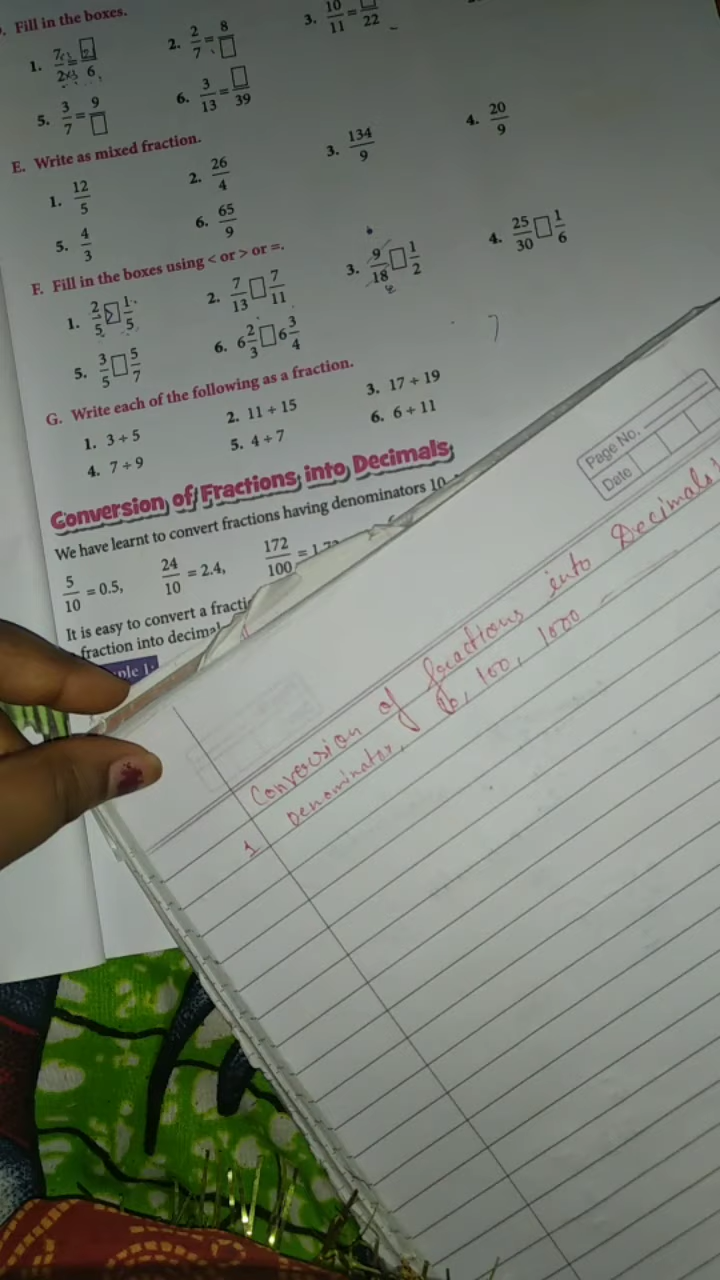 Fill in the boxes.
1. 7/2 = □/6 2. 2/7 = 8/□ 3. 10/11 = □/22
5. 3/7 = 9/□ 6. 3/13 = □/39
E. Write as mixed fraction.
1. 12/5 2. 26/4 3. 134/9 4. 20/9
5. 4/3 6. 65/9
F. Fill in the boxes using < or > or =.
1. 2/5 > 1/5 2. 7/13 □ 7/11 3. 9/18 □ 1/2 4. 25/30 □ 1/6
5. 3/5 □ 5/7 6. 6 2/3 □ 6 3/4
G. Write each of the following as a fraction.
1. 3 ÷ 5 2. 11 ÷ 15 3. 17 ÷ 19
4. 7 ÷ 9 5. 4 ÷ 7 6. 6 ÷ 11
Conversion of Fractions into Decimals
We have learnt to convert fractions having denominators 10
5/10 = 0.5, 24/10 = 2.4, 172/100 = 1.72
It is easy to convert a
fraction into decimal
Page No.
Date
Conversion of fractions into Decimals
1 Denominator, 10, 100, 1000